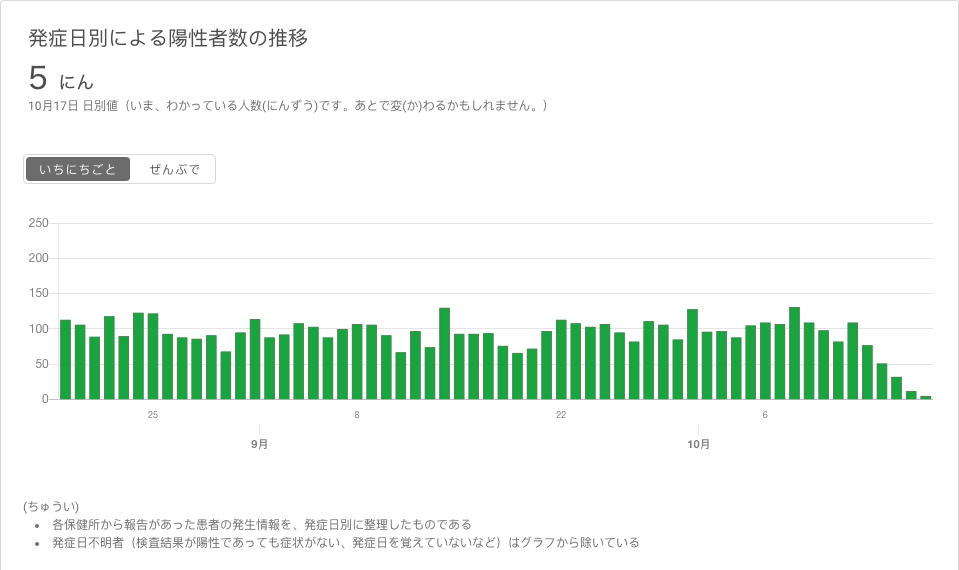 発症日別による陽性者数の推移
5 にん
10月17日 日別値（いま、わかっている人数(にんずう)です。あとで変(か)わるかもしれません。）
いちにちごと ぜんぶで
250
200
150
100
50
0
25 8 22 6
9月 10月
(ちゅうい)
• 各保健所から報告があった患者の発生情報を、発症日別に整理したものである
• 発症日不明者（検査結果が陽性であっても症状がない、発症日を覚えていないなど）はグラフから除いている